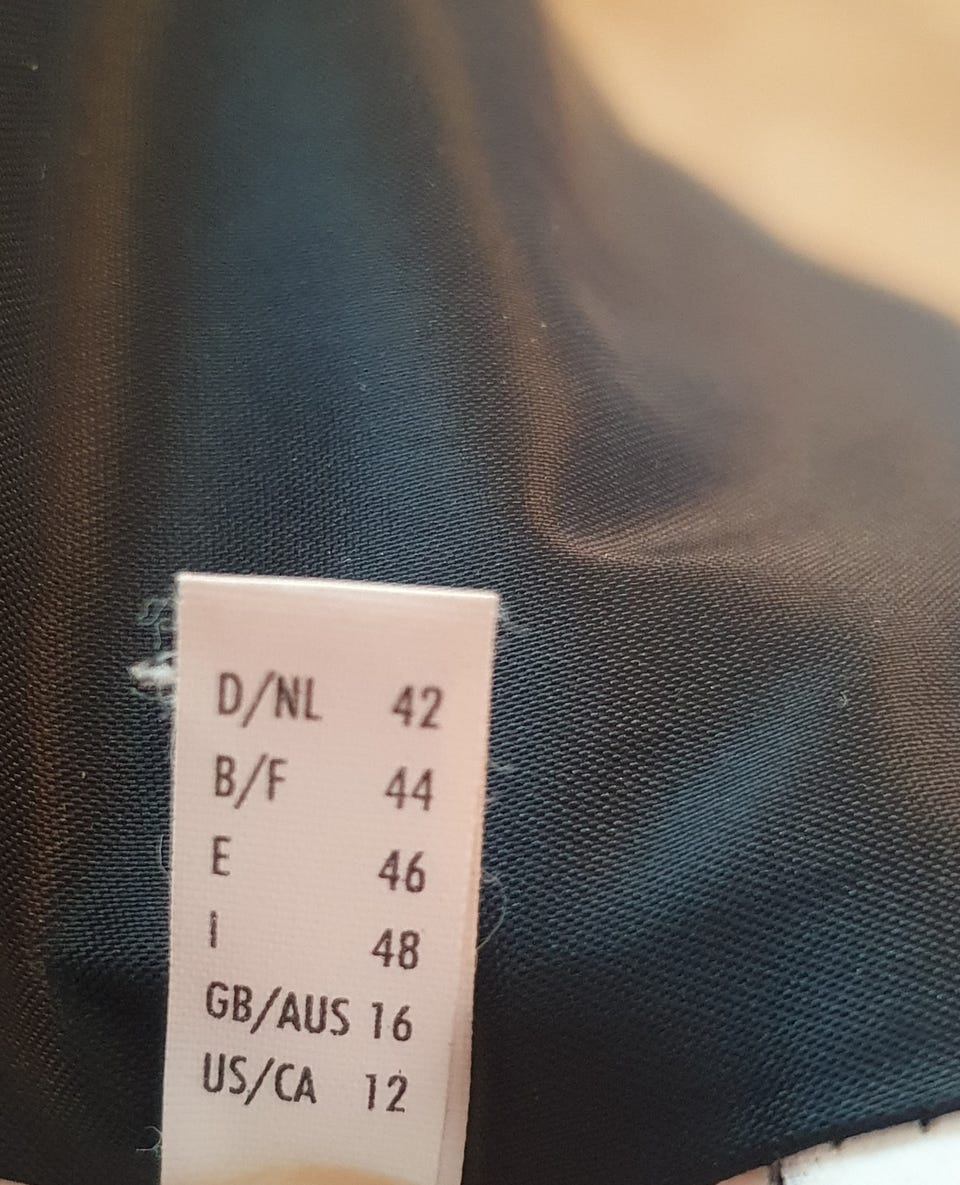 D/NL 42
B/F 44
E 46
I 48
GB/AUS 16
US/CA 12